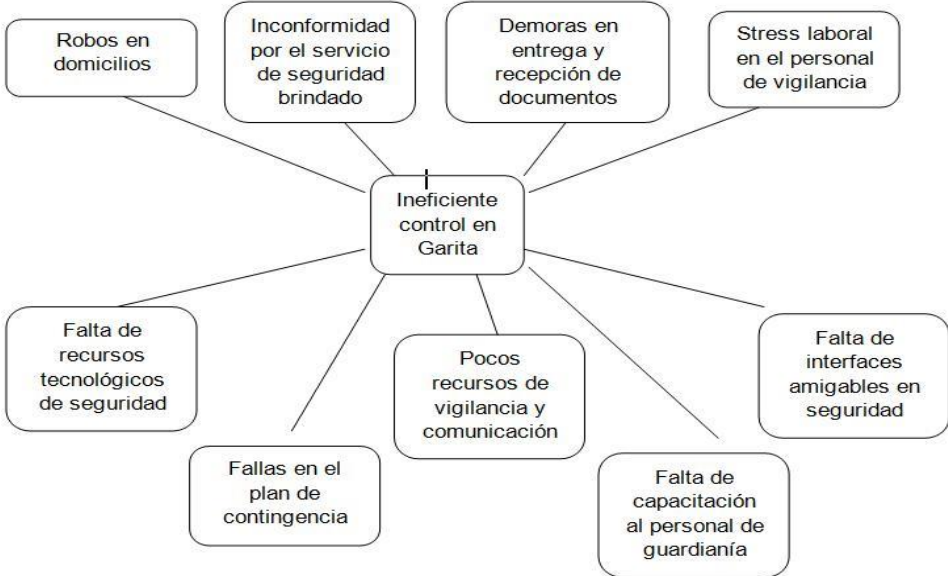 Robos en
domicilios
Inconformidad
por el servicio
de seguridad
brindado
Demoras en
entrega y
recepción de
documentos
Stress laboral
en el personal
de vigilancia
Ineficiente
control en
Garita
Falta de
recursos
tecnológicos
de seguridad
Fallas en el
plan de
contingencia
Pocos
recursos de
vigilancia y
comunicación
Falta de
capacitación
al personal de
guardianía
Falta de
interfaces
amigables en
seguridad